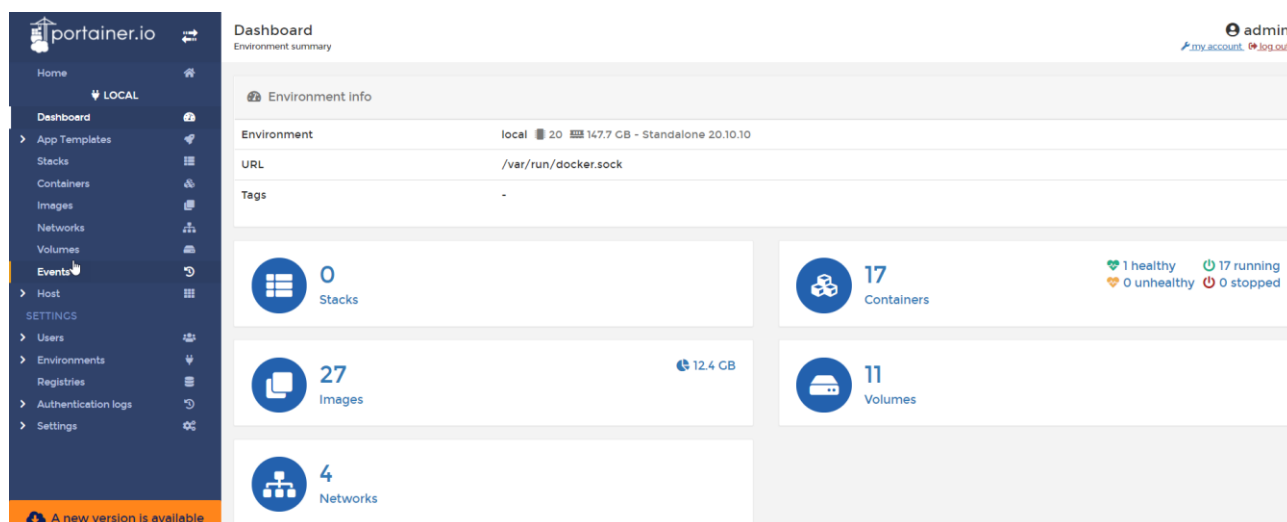 portainer.io
Dashboard
Environment summary
admin
my account log out
Home
LOCAL
Dashboard
App Templates
Stacks
Containers
Images
Networks
Volumes
Events
Host
SETTINGS
Users
Environments
Registries
Authentication logs
Settings
A new version is available
Environment info
Environment local 20 147.7 GB - Standalone 20.10.10
URL /var/run/docker.sock
Tags -
0
Stacks
17
Containers
1 healthy 17 running
0 unhealthy 0 stopped
27
Images
12.4 GB
11
Volumes
4
Networks